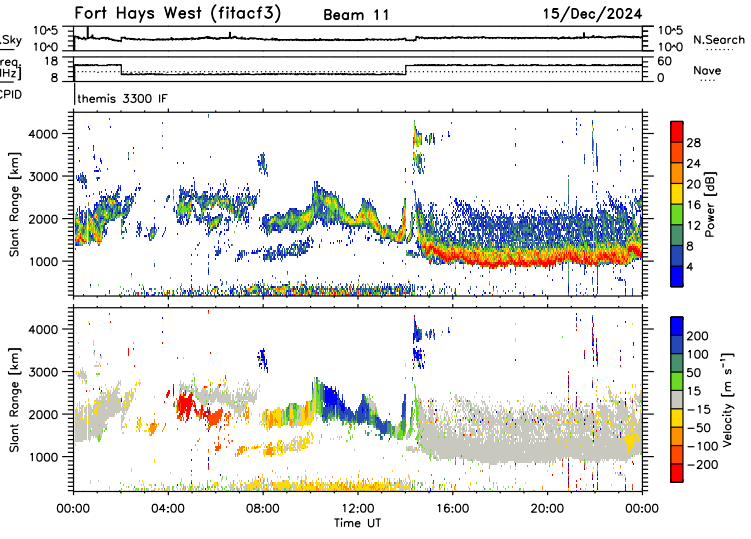 Fort Hays West (fitacf3) Beam 11 15/Dec/2024
.Sky 10^5 10^5 N.Search
10^0 10^0
req. 18 60 Nave
Hz] 8 0
CPID themis 3300 IF
Slant Range [km]
4000
3000
2000
1000
Power [dB]
28
24
20
16
12
8
4
Slant Range [km]
4000
3000
2000
1000
Velocity [m s⁻¹]
200
100
50
15
-15
-50
-100
-200
00:00 04:00 08:00 12:00 16:00 20:00 00:00
Time UT